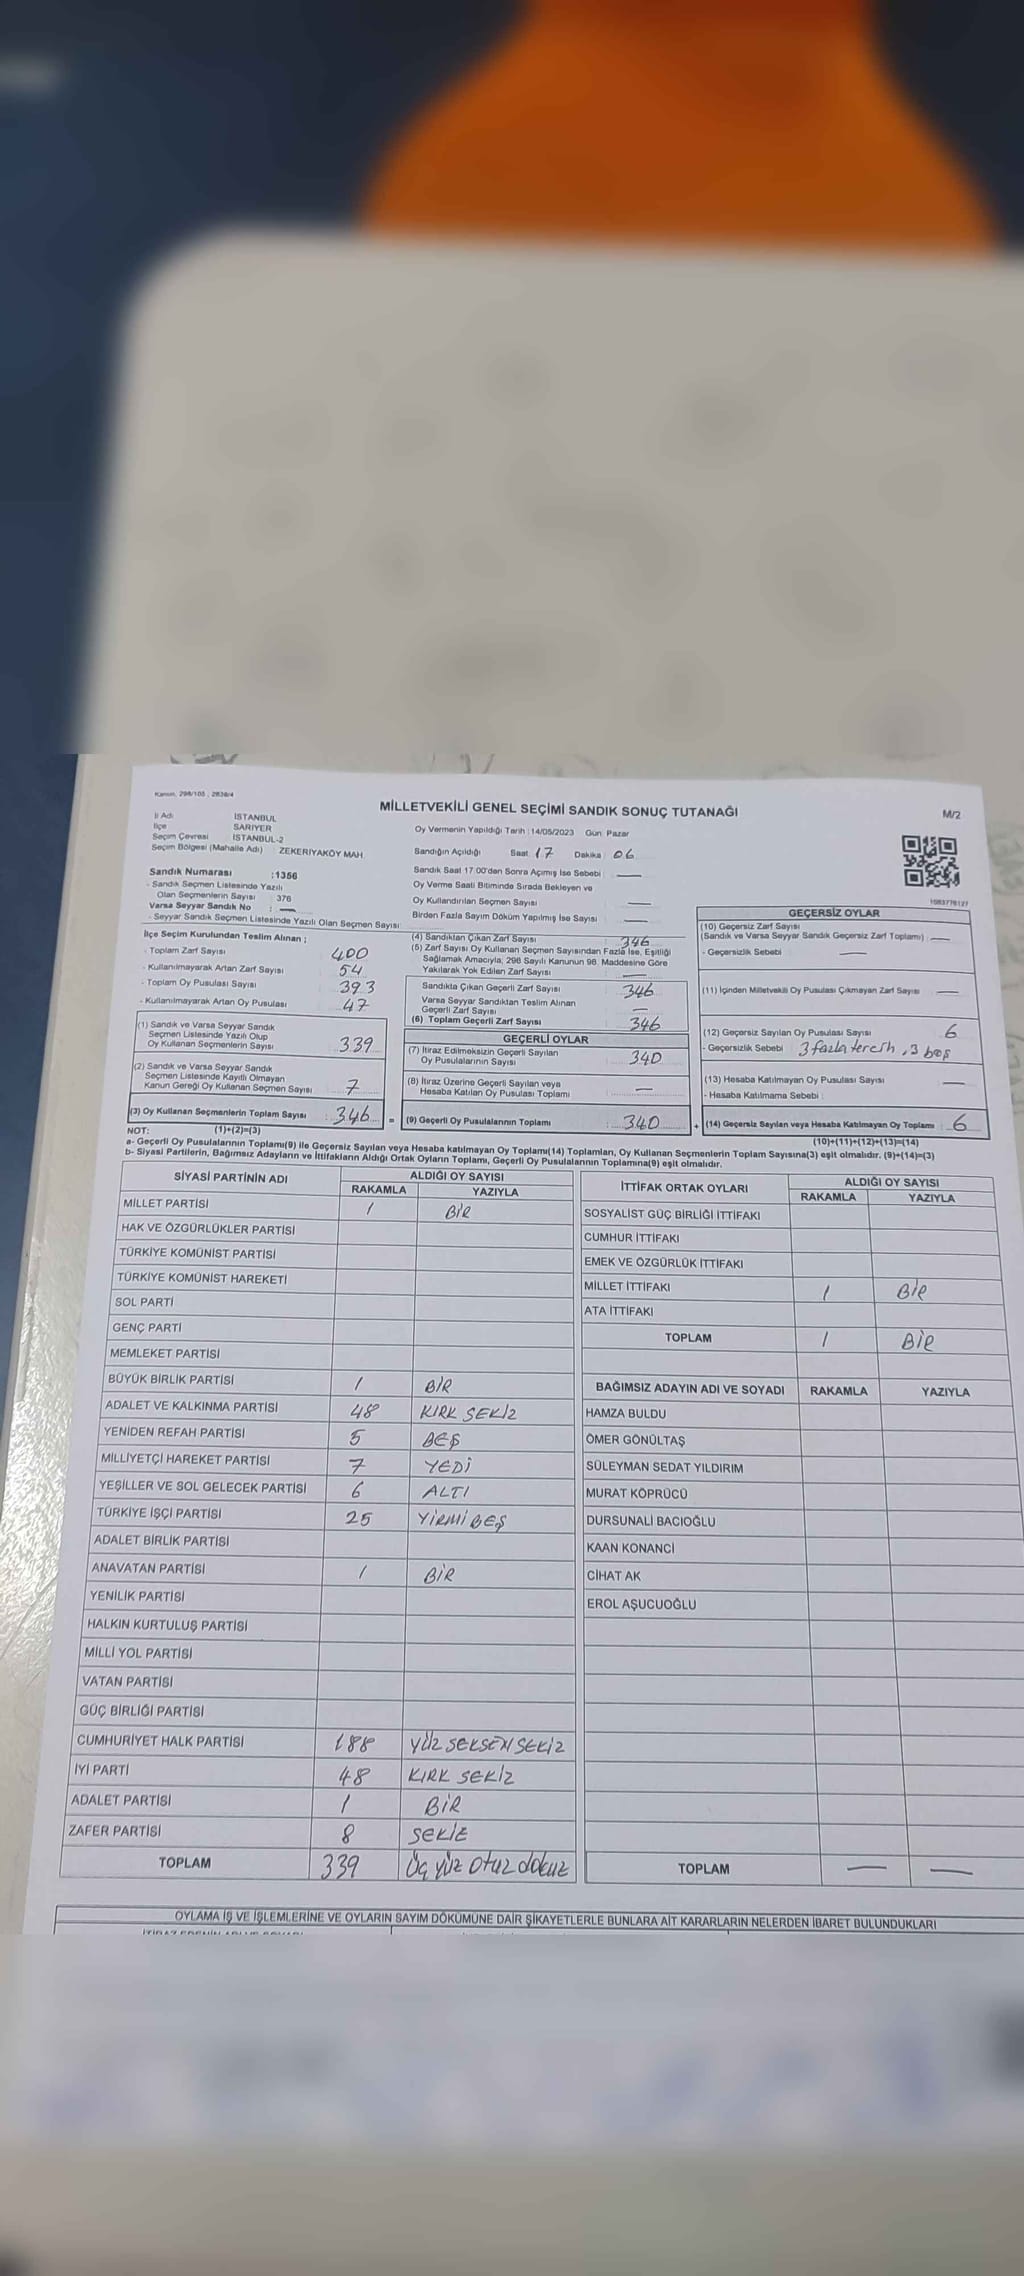 Kanun, 298/105 , 2839/4
MİLLETVEKİLİ GENEL SEÇİMİ SANDIK SONUÇ TUTANAĞI
M/2
İl Adı İSTANBUL
İlçe SARIYER
Seçim Çevresi İSTANBUL-2
Seçim Bölgesi (Mahalle Adı) ZEKERİYAKÖY MAH.
Oy Vermenin Yapıldığı Tarih : 14/05/2023 Gün Pazar
Sandığın Açıldığı Saat 17 Dakika 06
Sandık Saat 17.00'den Sonra Açımış İse Sebebi : —
Oy Verme Saati Bitiminde Sırada Bekleyen ve
Oy Kullandırılan Seçmen Sayısı —
Birden Fazla Sayım Döküm Yapılmış İse Sayısı —
Sandık Numarası :1356
- Sandık Seçmen Listesinde Yazılı
Olan Seçmenlerin Sayısı 376
Varsa Seyyar Sandık No : —
- Seyyar Sandık Seçmen Listesinde Yazılı Olan Seçmen Sayısı
İlçe Seçim Kurulundan Teslim Alınan ;
- Toplam Zarf Sayısı 400
- Kullanılmayarak Artan Zarf Sayısı 54
- Toplam Oy Pusulası Sayısı 393
- Kullanılmayarak Artan Oy Pusulası 47
(1) Sandık ve Varsa Seyyar Sandık
Seçmen Listesinde Yazılı Olup
Oy Kullanan Seçmenlerin Sayısı 339
(2) Sandık ve Varsa Seyyar Sandık
Seçmen Listesinde Kayıtlı Olmayan
Kanun Gereği Oy Kullanan Seçmen Sayısı 7
(3) Oy Kullanan Seçmenlerin Toplam Sayısı : 346 =
(1)+(2)=(3)
(4) Sandıktan Çıkan Zarf Sayısı 346
(5) Zarf Sayısı Oy Kullanan Seçmen Sayısından Fazla İse, Eşitliği
Sağlamak Amacıyla, 298 Sayılı Kanunun 98. Maddesine Göre
Yakılarak Yok Edilen Zarf Sayısı —
Sandıkta Çıkan Geçerli Zarf Sayısı 346
Varsa Seyyar Sandıktan Teslim Alınan
Geçerli Zarf Sayısı —
(6) Toplam Geçerli Zarf Sayısı 346
GEÇERLİ OYLAR
(7) İtiraz Edilmeksizin Geçerli Sayılan
Oy Pusulalarının Sayısı 340
(8) İtiraz Üzerine Geçerli Sayılan veya
Hesaba Katılan Oy Pusulası Toplamı —
(9) Geçerli Oy Pusulalarının Toplamı 340 +
1083776127
GEÇERSİZ OYLAR
(10) Geçersiz Zarf Sayısı
(Sandık ve Varsa Seyyar Sandık Geçersiz Zarf Toplamı) —
- Geçersizlik Sebebi —
(11) İçinden Milletvekili Oy Pusulası Çıkmayan Zarf Sayısı —
(12) Geçersiz Sayılan Oy Pusulası Sayısı 6
- Geçersizlik Sebebi 3 fazla tercih , 3 boş
(13) Hesaba Katılmayan Oy Pusulası Sayısı —
- Hesaba Katılmama Sebebi :
(14) Geçersiz Sayılan veya Hesaba Katılmayan Oy Toplamı 6
(10)+(11)+(12)+(13)=(14)
NOT:
a- Geçerli Oy Pusulalarının Toplamı(9) ile Geçersiz Sayılan veya Hesaba katılmayan Oy Toplamı(14) Toplamları, Oy Kullanan Seçmenlerin Toplam Sayısına(3) eşit olmalıdır. (9)+(14)=(3)
b- Siyasi Partilerin, Bağımsız Adayların ve İttifakların Aldığı Ortak Oyların Toplamı, Geçerli Oy Pusulalarının Toplamına(9) eşit olmalıdır.
SİYASİ PARTİNİN ADI ALDIĞI OY SAYISI
RAKAMLA YAZIYLA
MİLLET PARTİSİ 1 BİR
HAK VE ÖZGÜRLÜKLER PARTİSİ
TÜRKİYE KOMÜNİST PARTİSİ
TÜRKİYE KOMÜNİST HAREKETİ
SOL PARTİ
GENÇ PARTİ
MEMLEKET PARTİSİ
BÜYÜK BİRLİK PARTİSİ 1 BİR
ADALET VE KALKINMA PARTİSİ 48 KIRK SEKİZ
YENİDEN REFAH PARTİSİ 5 BEŞ
MİLLİYETÇİ HAREKET PARTİSİ 7 YEDİ
YEŞİLLER VE SOL GELECEK PARTİSİ 6 ALTI
TÜRKİYE İŞÇİ PARTİSİ 25 YİRMİ BEŞ
ADALET BİRLİK PARTİSİ
ANAVATAN PARTİSİ 1 BİR
YENİLİK PARTİSİ
HALKIN KURTULUŞ PARTİSİ
MİLLİ YOL PARTİSİ
VATAN PARTİSİ
GÜÇ BİRLİĞİ PARTİSİ
CUMHURİYET HALK PARTİSİ 188 YÜZ SEKSEN SEKİZ
İYİ PARTİ 48 KIRK SEKİZ
ADALET PARTİSİ 1 BİR
ZAFER PARTİSİ 8 SEKİZ
TOPLAM 339 Üç yüz otuz dokuz
İTTİFAK ORTAK OYLARI ALDIĞI OY SAYISI
RAKAMLA YAZIYLA
SOSYALİST GÜÇ BİRLİĞİ İTTİFAKI
CUMHUR İTTİFAKI
EMEK VE ÖZGÜRLÜK İTTİFAKI
MİLLET İTTİFAKI 1 BİR
ATA İTTİFAKI
TOPLAM 1 BİR
BAĞIMSIZ ADAYIN ADI VE SOYADI RAKAMLA YAZIYLA
HAMZA BULDU
ÖMER GÖNÜLTAŞ
SÜLEYMAN SEDAT YILDIRIM
MURAT KÖPRÜCÜ
DURSUNALİ BACIOĞLU
KAAN KONANCİ
CİHAT AK
EROL AŞUCUOĞLU
TOPLAM — —
OYLAMA İŞ VE İŞLEMLERİNE VE OYLARIN SAYIM DÖKÜMÜNE DAİR ŞİKAYETLERLE BUNLARA AİT KARARLARIN NELERDEN İBARET BULUNDUKLARI